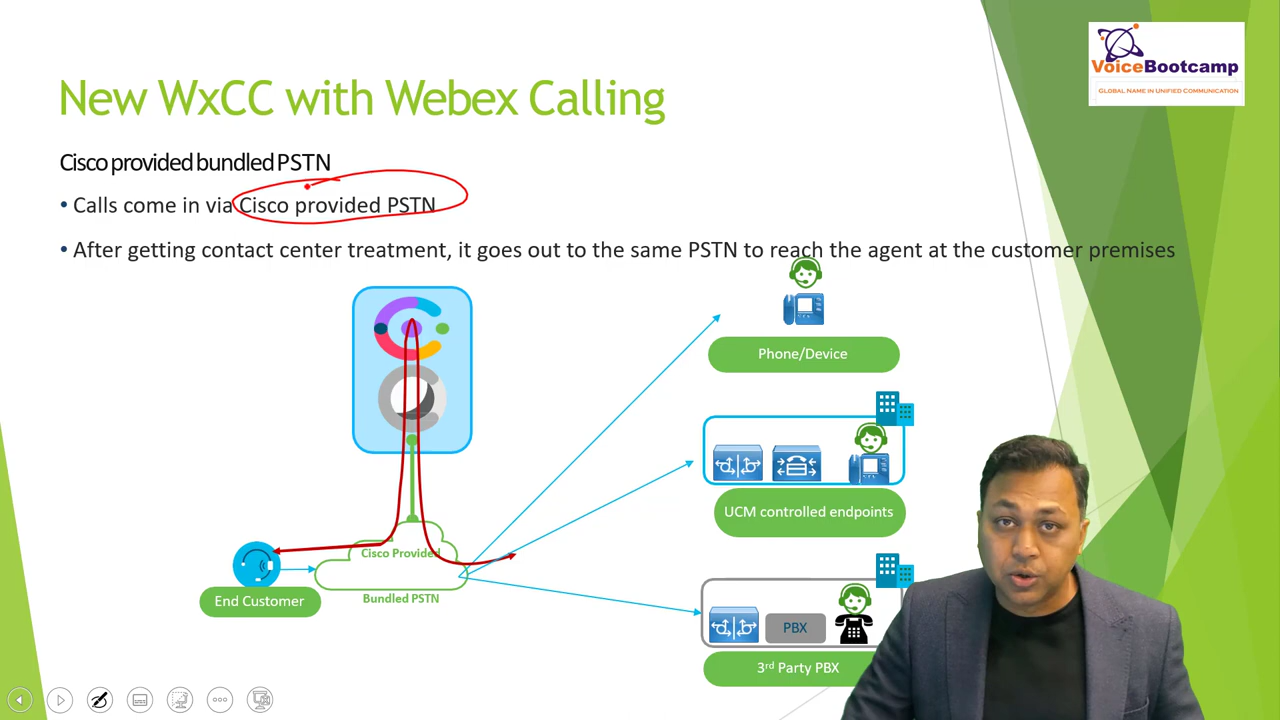 New WxCC with Webex Calling
VoiceBootcamp
GLOBAL NAME IN UNIFIED COMMUNICATION
Cisco provided bundled PSTN
• Calls come in via Cisco provided PSTN
• After getting contact center treatment, it goes out to the same PSTN to reach the agent at the customer premises
Phone/Device
UCM controlled endpoints
Cisco Provided
Bundled PSTN
End Customer
PBX
3rd Party PBX